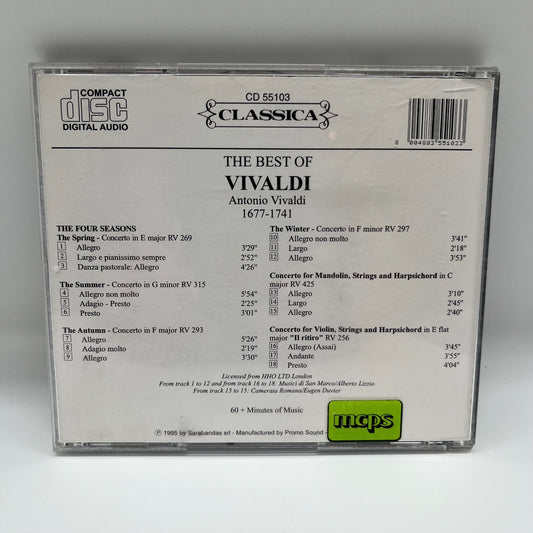 COMPACT
disc
DIGITAL AUDIO
CD 55103
CLASSICA
8 004883 551033
THE BEST OF
VIVALDI
Antonio Vivaldi
1677-1741
THE FOUR SEASONS
The Spring - Concerto in E major RV 269
1 Allegro 3'29"
2 Largo e pianissimo sempre 2'52"
3 Danza pastorale: Allegro 4'26"
The Summer - Concerto in G minor RV 315
4 Allegro non molto 5'54"
5 Adagio - Presto 2'25"
6 Presto 3'01"
The Autumn - Concerto in F major RV 293
7 Allegro 5'26"
8 Adagio molto 2'19"
9 Allegro 3'30"
The Winter - Concerto in F minor RV 297
10 Allegro non molto 3'41"
11 Largo 2'18"
12 Allegro 3'53"
Concerto for Mandolin, Strings and Harpsichord in C
major RV 425
13 Allegro 3'10"
14 Largo 2'45"
15 Allegro 2'40"
Concerto for Violin, Strings and Harpsichord in E flat
major "Il ritiro" RV 256
16 Allegro (Assai) 3'45"
17 Andante 3'55"
18 Presto 4'04"
Licensed from HHO LTD London
From track 1 to 12 and from track 16 to 18: Musici di San Marco/Alberto Lizzio
From track 13 to 15: Camerata Romana/Eugen Duvier
60 + Minutes of Music
mcps
℗ 1995 by Sarabandas srl - Manufactured by Promo Sound -